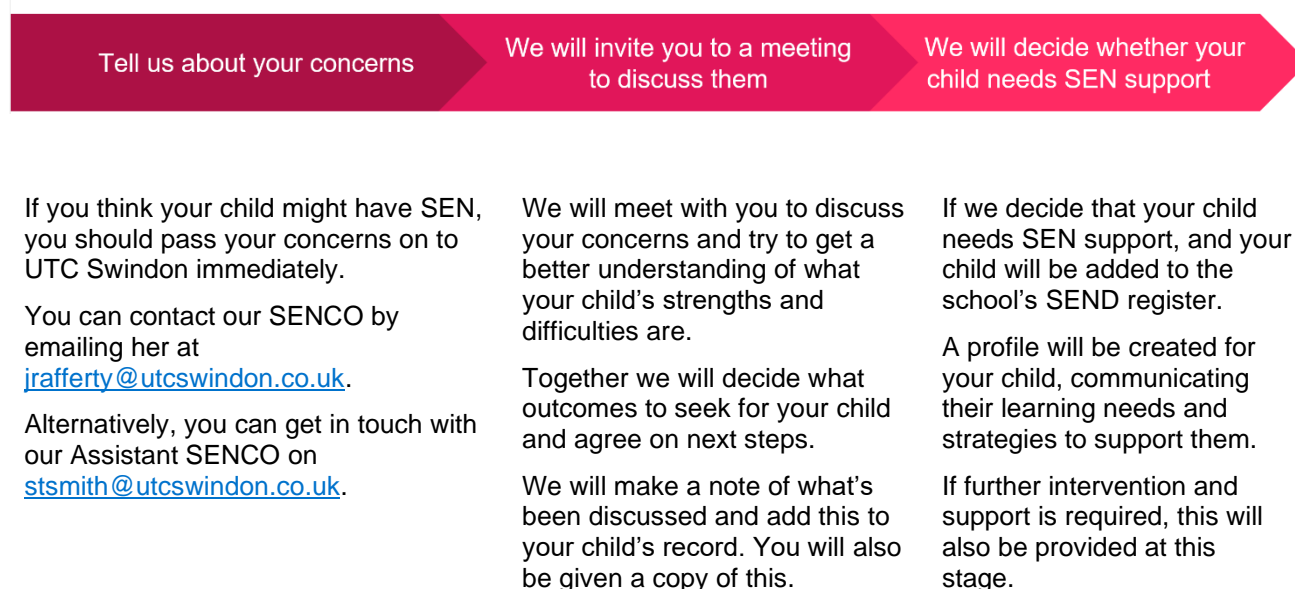 Tell us about your concerns
We will invite you to a meeting
to discuss them
We will decide whether your
child needs SEN support
If you think your child might have SEN,
you should pass your concerns on to
UTC Swindon immediately.
You can contact our SENCO by
emailing her at
jrafferty@utcswindon.co.uk.
Alternatively, you can get in touch with
our Assistant SENCO on
stsmith@utcswindon.co.uk.
We will meet with you to discuss
your concerns and try to get a
better understanding of what
your child’s strengths and
difficulties are.
Together we will decide what
outcomes to seek for your child
and agree on next steps.
We will make a note of what’s
been discussed and add this to
your child’s record. You will also
be given a copy of this.
If we decide that your child
needs SEN support, and your
child will be added to the
school’s SEND register.
A profile will be created for
your child, communicating
their learning needs and
strategies to support them.
If further intervention and
support is required, this will
also be provided at this
stage.